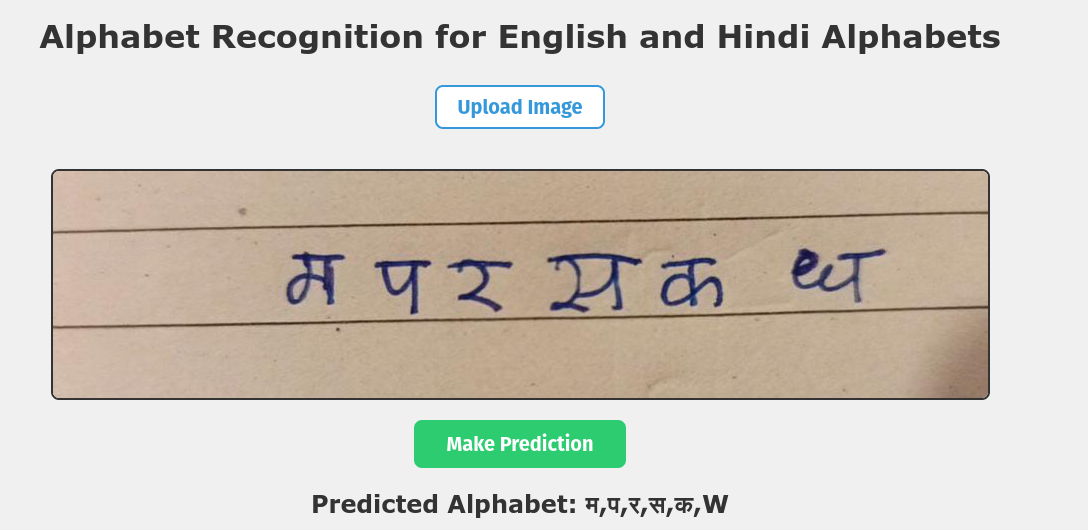 Alphabet Recognition for English and Hindi Alphabets
Upload Image
म प र स क थ
Make Prediction
Predicted Alphabet: म,प,र,स,क,W